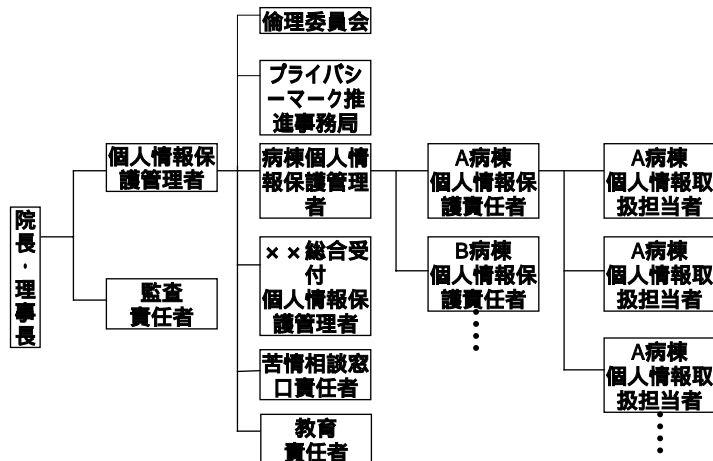 院長・理事長
個人情報保
護管理者
監査
責任者
倫理委員会
プライバシ
ーマーク推
進事務局
病棟個人情
報保護管理
者
××総合受
付
個人情報保
護管理者
苦情相談窓
口責任者
教育
責任者
A病棟
個人情報保
護責任者
B病棟
個人情報保
護責任者
A病棟
個人情報取
扱担当者
A病棟
個人情報取
扱担当者
A病棟
個人情報取
扱担当者